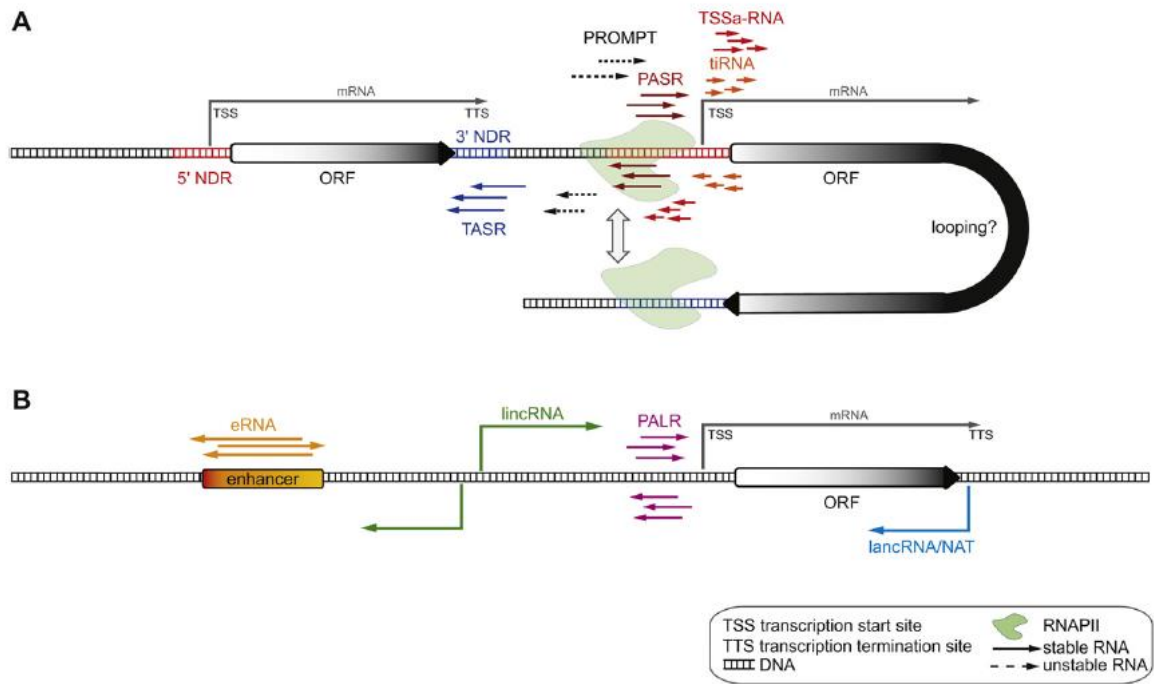 A
TSSa-RNA
PROMPT
tiRNA
PASR
mRNA
mRNA
TSS
TTS
TSS
3' NDR
5' NDR
ORF
ORF
TASR
looping?
B
eRNA
lincRNA
PALR
mRNA
TSS
TTS
enhancer
ORF
lancRNA/NAT
TSS transcription start site
RNAPII
TTS transcription termination site
stable RNA
DNA
unstable RNA